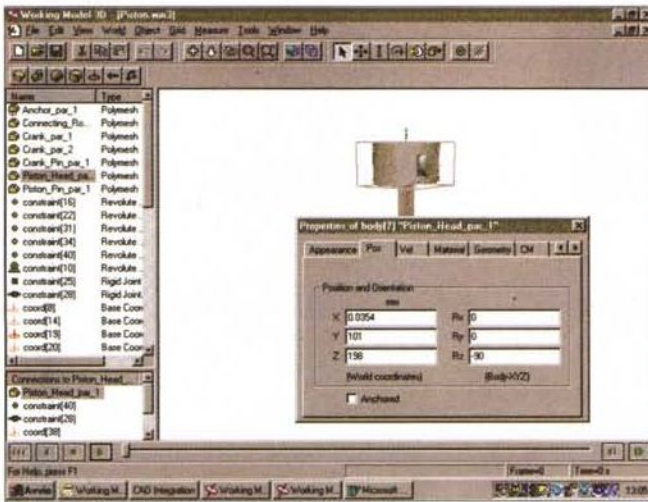 Working Model 3D - [Piston.wm3]
File Edit View World Object Grid Measure Tools Window Help
Name Type
Anchor_par_1 Polymesh
Connecting_Ro... Polymesh
Crank_par_1 Polymesh
Crank_par_2 Polymesh
Crank_Pin_par_1 Polymesh
Piston_Head_pa... Polymesh
Piston_Pin_par_1 Polymesh
constraint[16] Revolute ...
constraint[22] Revolute ...
constraint[31] Revolute ...
constraint[34] Revolute ...
constraint[40] Revolute ...
constraint[10] Revolute ...
constraint[25] Rigid Joint
constraint[28] Rigid Joint
coord[8] Base Coor
coord[14] Base Coor
coord[19] Base Coor
coord[20] Base Coor
Connections to Piston_Head_...
Piston_Head_par_1
constraint[40]
constraint[28]
coord[38]
Properties of body[7] "Piston_Head_par_1"
Appearance Pos Vel Material Geometry CM
Position and Orientation
mm
X 0.0354 Rx 0
Y 101 Ry 0
Z 198 Rz -90
(World coordinates) (Body-XYZ)
Anchored
For Help, press F1 Frame=0 Time=0 s
Avvio Working M... CAD Integration Working M... Working M... Microsoft ... 13:05